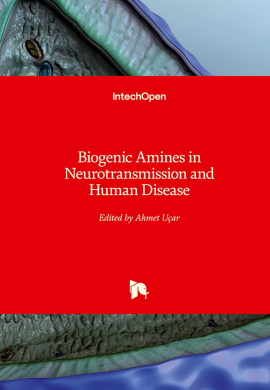 IntechOpen
Biogenic Amines in
Neurotransmission and
Human Disease
Edited by Ahmet Uçar